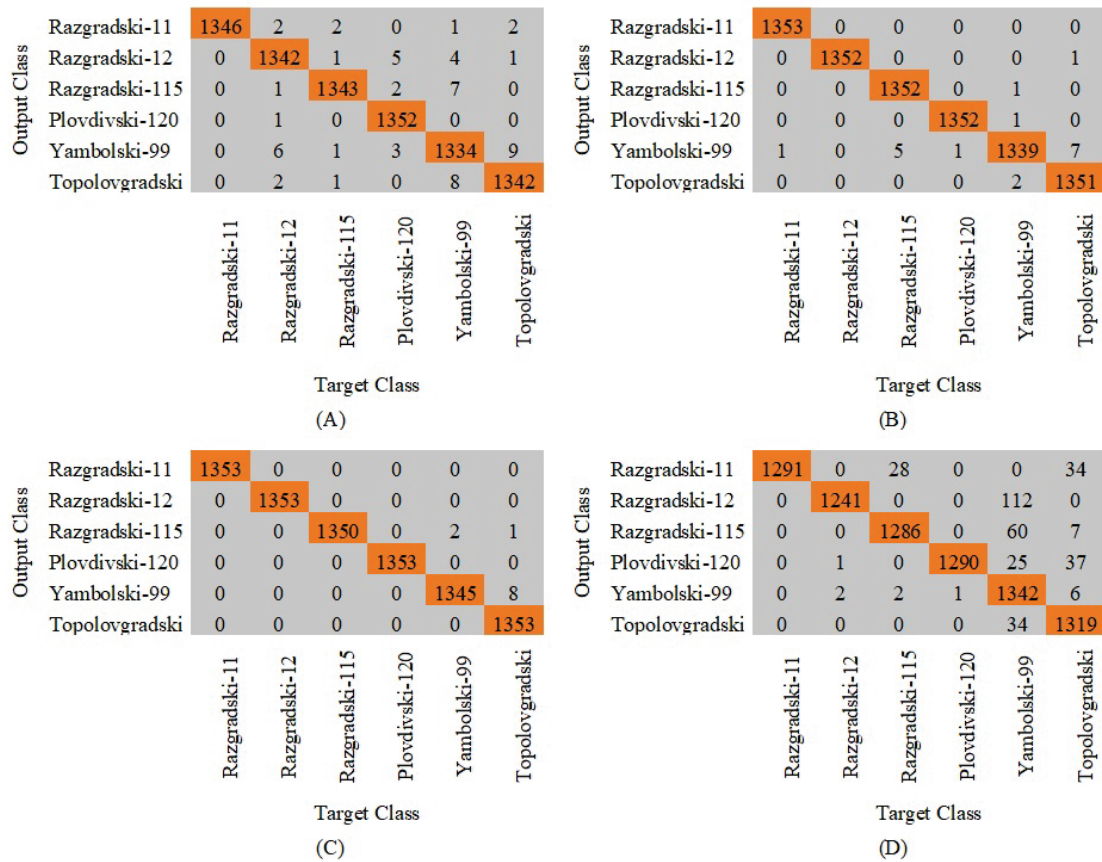 Output Class
Razgradski-11 1346 2 2 0 1 2
Razgradski-12 0 1342 1 5 4 1
Razgradski-115 0 1 1343 2 7 0
Plovdivski-120 0 1 0 1352 0 0
Yambolski-99 0 6 1 3 1334 9
Topolovgradski 0 2 1 0 8 1342
Razgradski-11 Razgradski-12 Razgradski-115 Plovdivski-120 Yambolski-99 Topolovgradski
Target Class
(A)
Output Class
Razgradski-11 1353 0 0 0 0 0
Razgradski-12 0 1352 0 0 0 1
Razgradski-115 0 0 1352 0 1 0
Plovdivski-120 0 0 0 1352 1 0
Yambolski-99 1 0 5 1 1339 7
Topolovgradski 0 0 0 0 2 1351
Razgradski-11 Razgradski-12 Razgradski-115 Plovdivski-120 Yambolski-99 Topolovgradski
Target Class
(B)
Output Class
Razgradski-11 1353 0 0 0 0 0
Razgradski-12 0 1353 0 0 0 0
Razgradski-115 0 0 1350 0 2 1
Plovdivski-120 0 0 0 1353 0 0
Yambolski-99 0 0 0 0 1345 8
Topolovgradski 0 0 0 0 0 1353
Razgradski-11 Razgradski-12 Razgradski-115 Plovdivski-120 Yambolski-99 Topolovgradski
Target Class
(C)
Output Class
Razgradski-11 1291 0 28 0 0 34
Razgradski-12 0 1241 0 0 112 0
Razgradski-115 0 0 1286 0 60 7
Plovdivski-120 0 1 0 1290 25 37
Yambolski-99 0 2 2 1 1342 6
Topolovgradski 0 0 0 0 34 1319
Razgradski-11 Razgradski-12 Razgradski-115 Plovdivski-120 Yambolski-99 Topolovgradski
Target Class
(D)